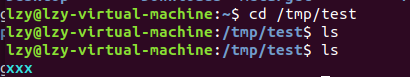 lzy@lzy-virtual-machine:~$ cd /tmp/test
lzy@lzy-virtual-machine:/tmp/test$ ls
lzy@lzy-virtual-machine:/tmp/test$ ls
xxx